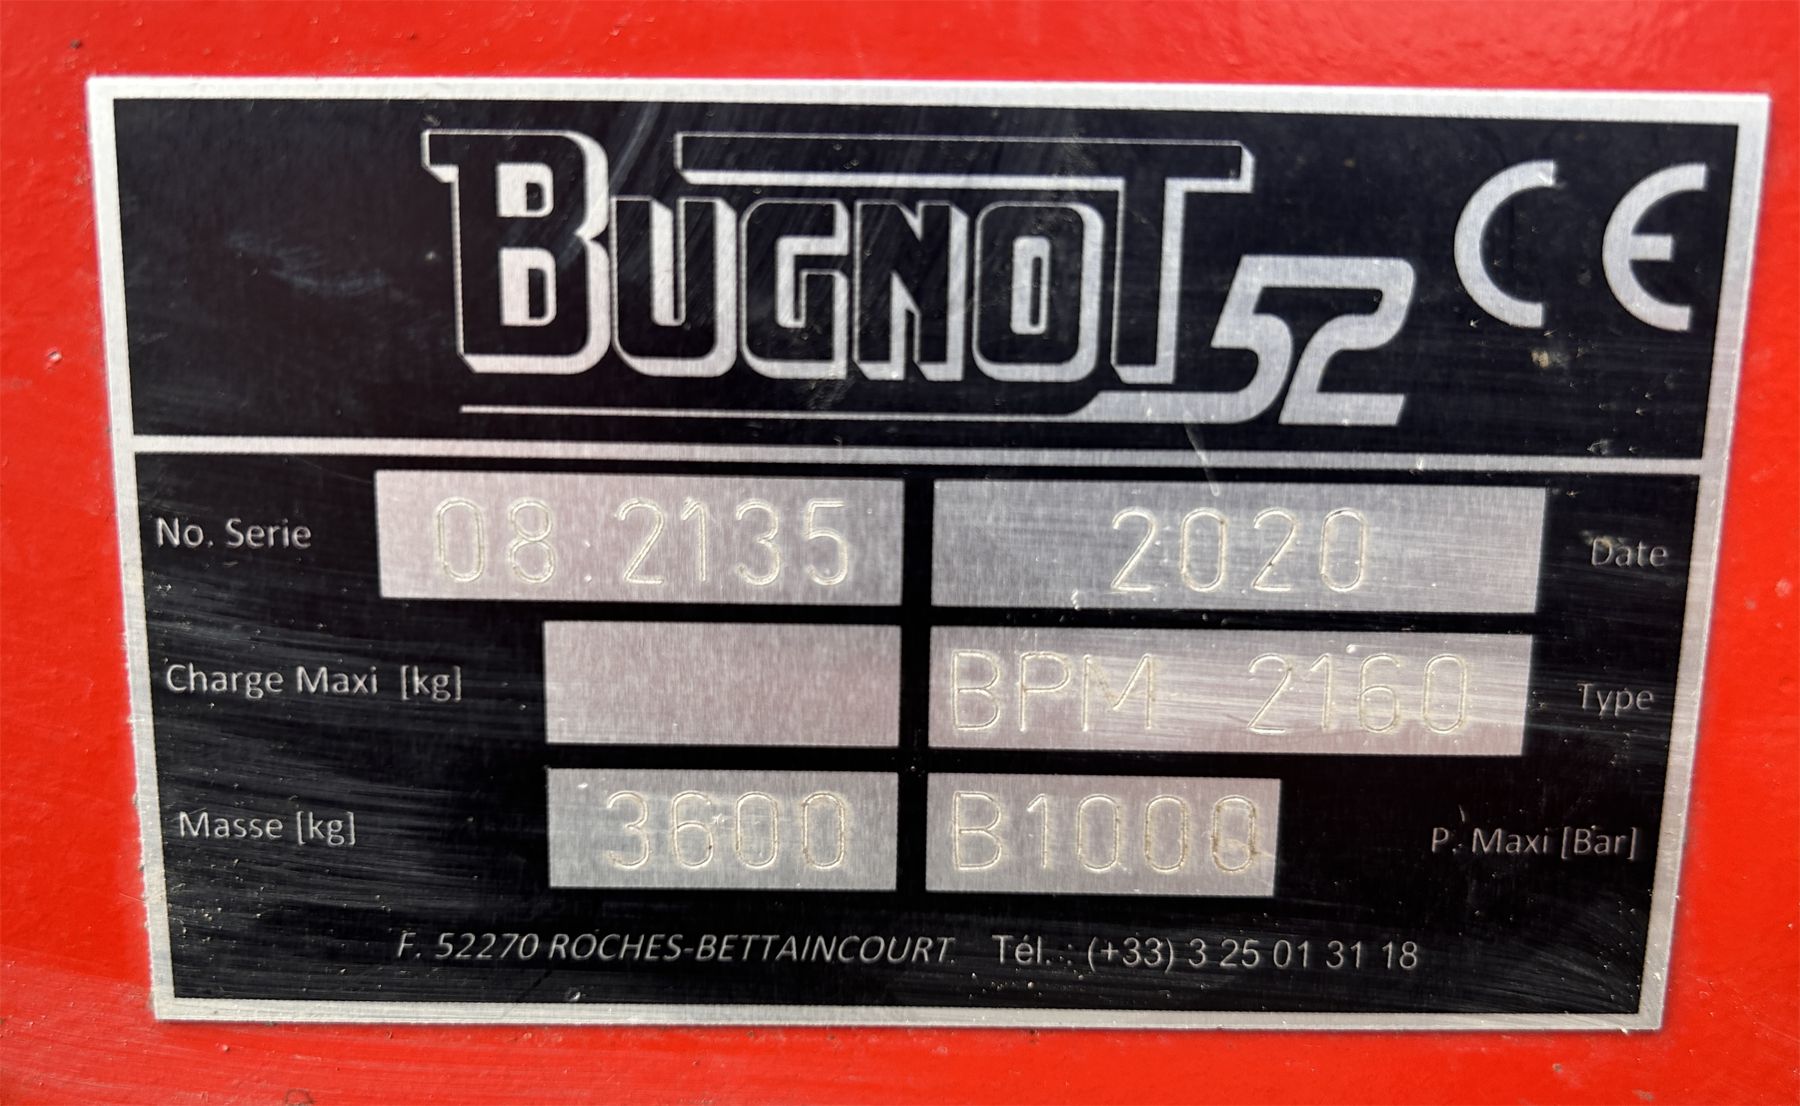 BUGNOT 52 CE
No. Serie 08 2135 2020 Date
Charge Maxi [kg] BPM 2160 Type
Masse [kg] 3600 B1000 P. Maxi [Bar]
F. 52270 ROCHES-BETTAINCOURT. Tél. : (+33) 3 25 01 31 18